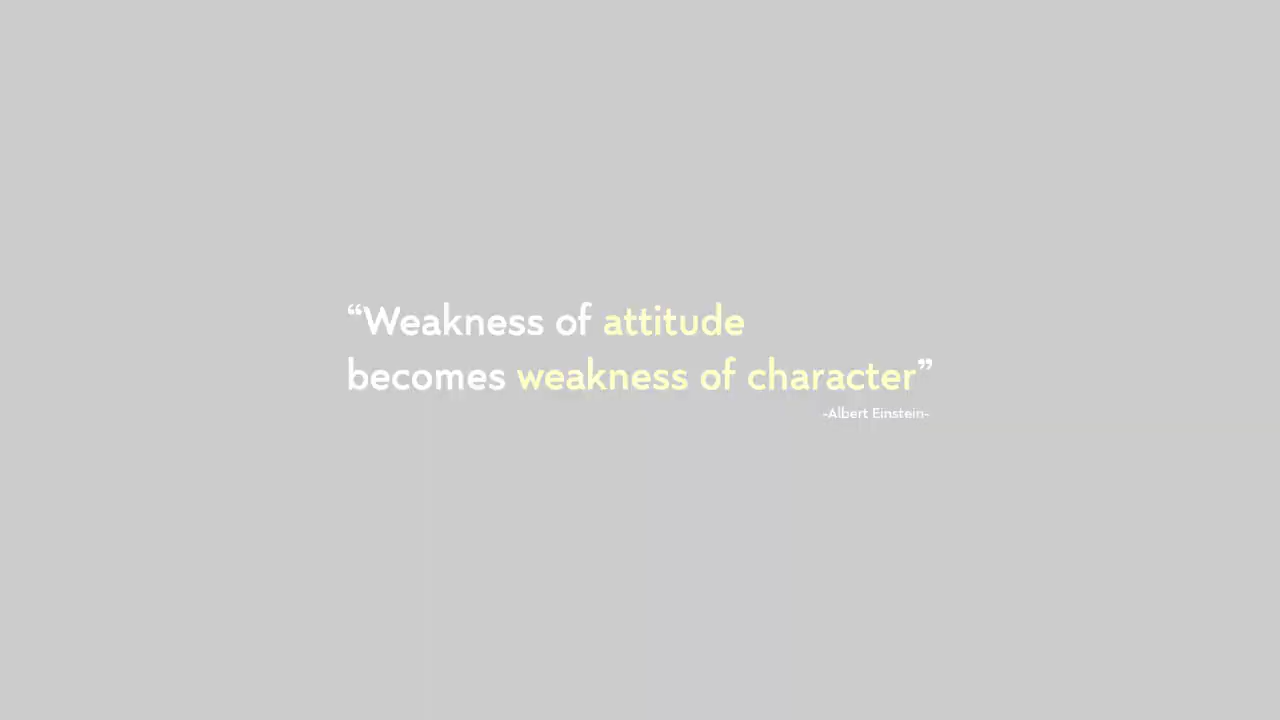 “Weakness of attitude
becomes weakness of character”
-Albert Einstein-